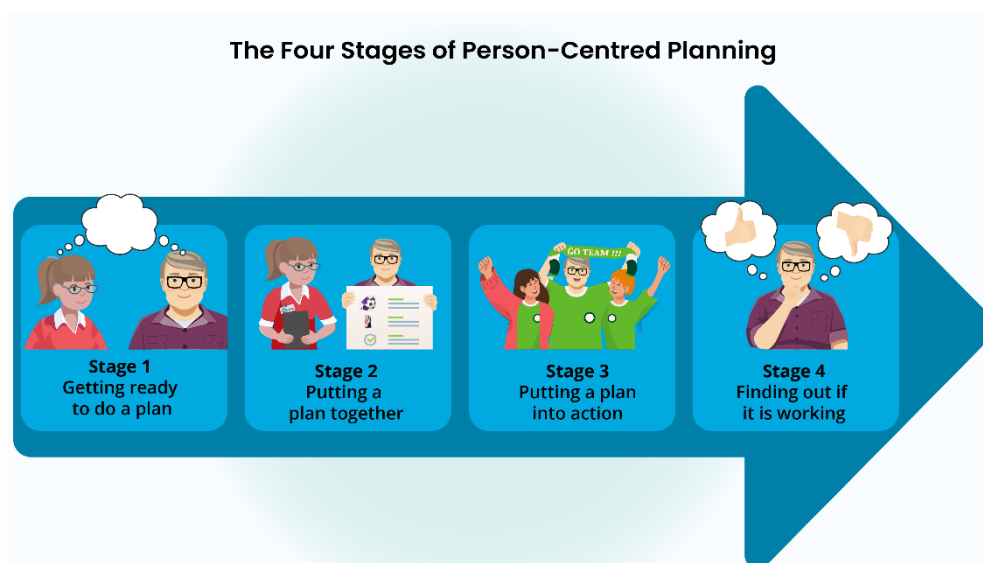 The Four Stages of Person-Centred Planning
GO TEAM !!!
Stage 1
Getting ready
to do a plan
Stage 2
Putting a
plan together
Stage 3
Putting a plan
into action
Stage 4
Finding out if
it is working